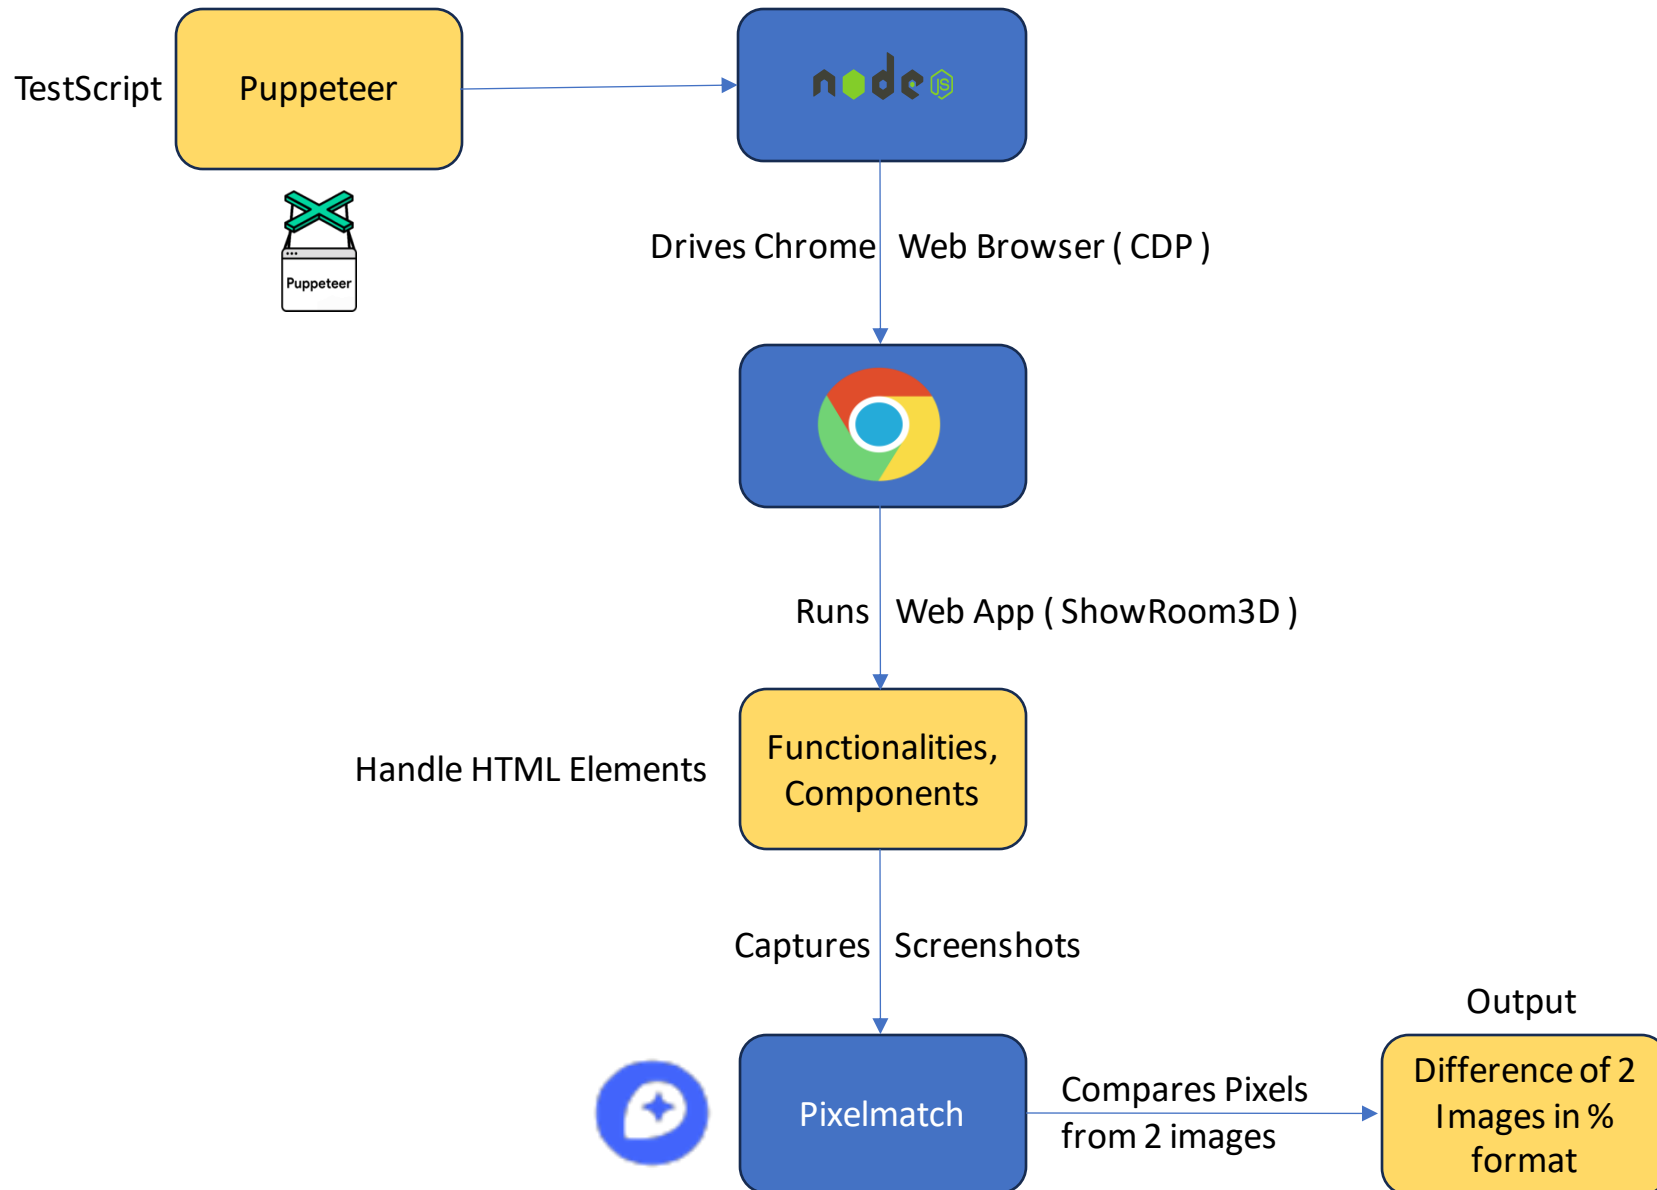 TestScript
Puppeteer
node
JS
Puppeteer
Drives Chrome Web Browser ( CDP )
Runs Web App ( ShowRoom3D )
Handle HTML Elements
Functionalities,
Components
Captures Screenshots
Output
Pixelmatch
Compares Pixels
from 2 images
Difference of 2
Images in %
format